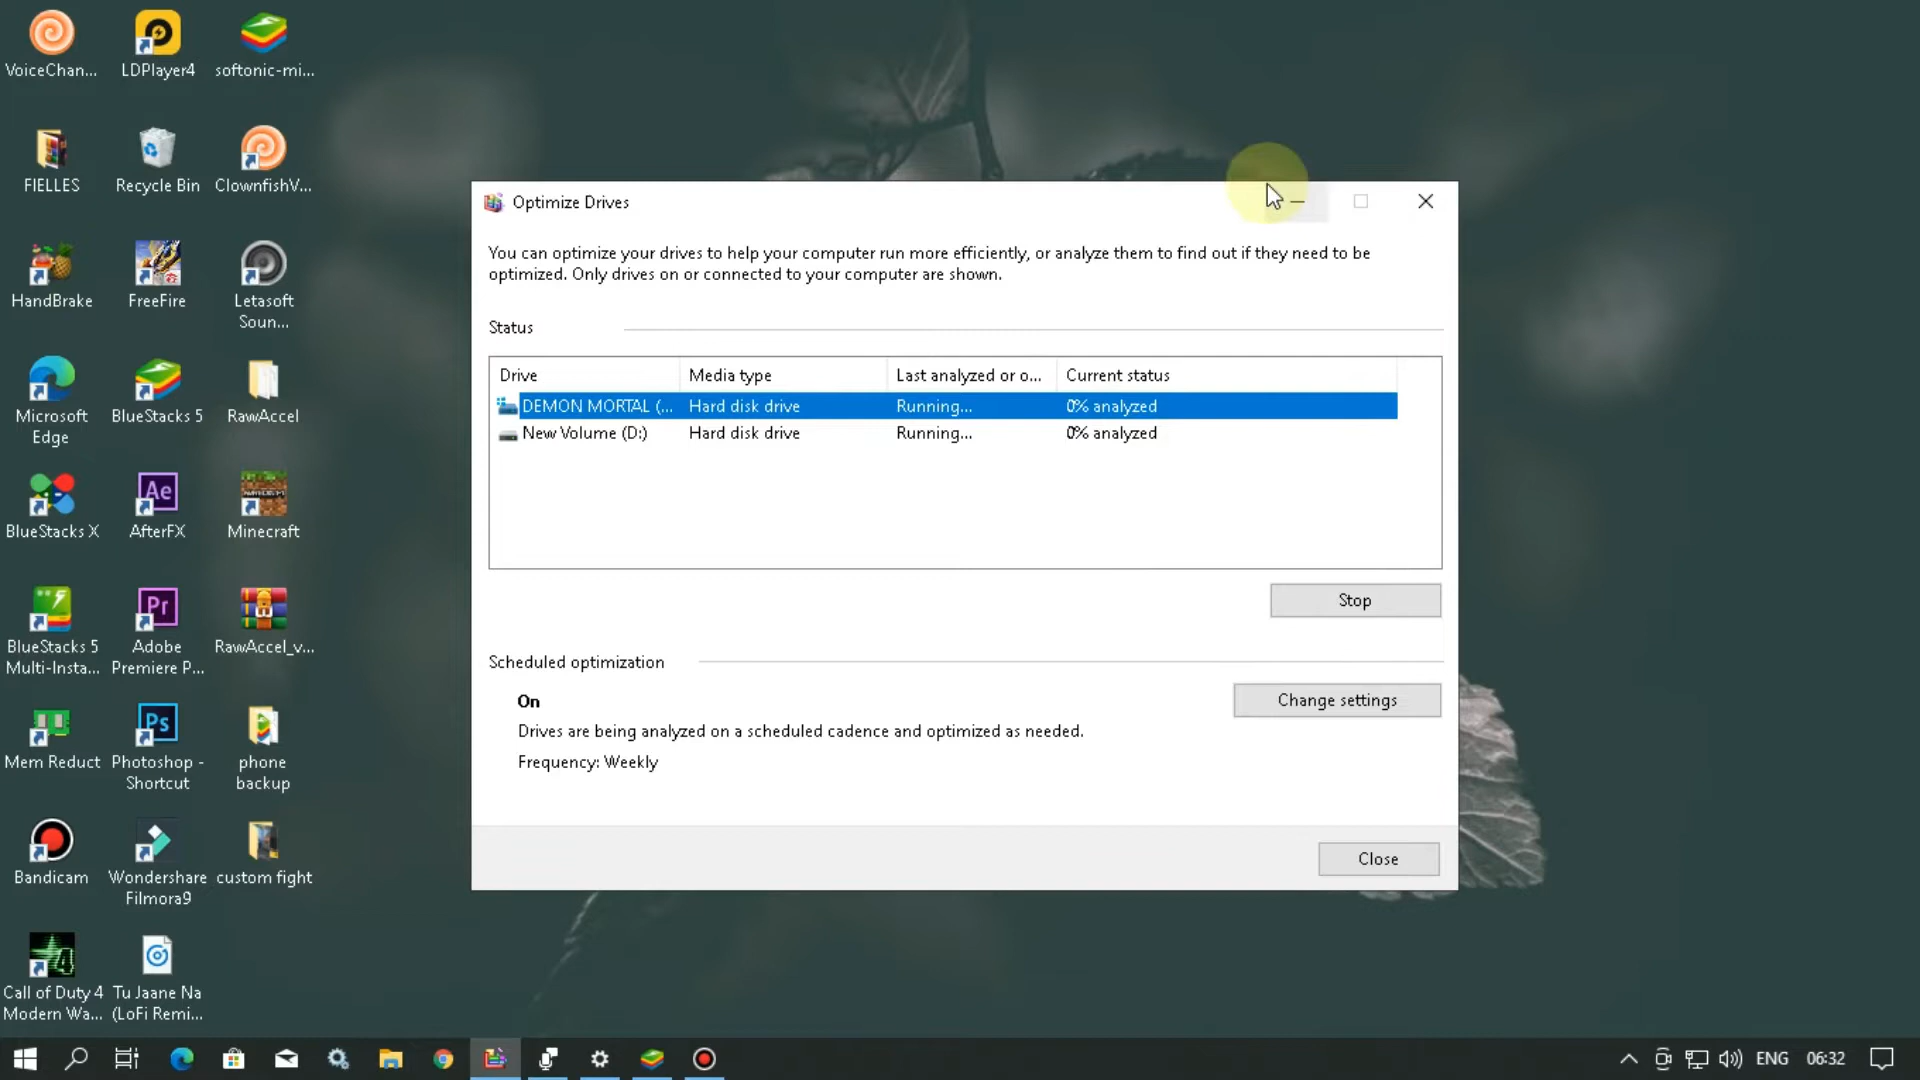 VoiceChan...
LDPlayer4
softonic-mi...
FIELLES
Recycle Bin
ClownfishV...
HandBrake
FreeFire
Letasoft
Soun...
Microsoft
Edge
BlueStacks 5
RawAccel
BlueStacks X
Ae
AfterFX
Minecraft
BlueStacks 5
Multi-Insta...
Pr
Adobe
Premiere P...
RawAccel_v...
Mem Reduct
Ps
Photoshop -
Shortcut
phone
backup
Bandicam
Wondershare
Filmora9
custom fight
4
Call of Duty 4
Modern Wa...
Tu Jaane Na
(LoFi Remi...
Optimize Drives
You can optimize your drives to help your computer run more efficiently, or analyze them to find out if they need to be
optimized. Only drives on or connected to your computer are shown.
Status
Drive Media type Last analyzed or o... Current status
DEMON MORTAL (... Hard disk drive Running... 0% analyzed
New Volume (D:) Hard disk drive Running... 0% analyzed
Stop
Scheduled optimization
On
Change settings
Drives are being analyzed on a scheduled cadence and optimized as needed.
Frequency: Weekly
Close
ENG 06:32